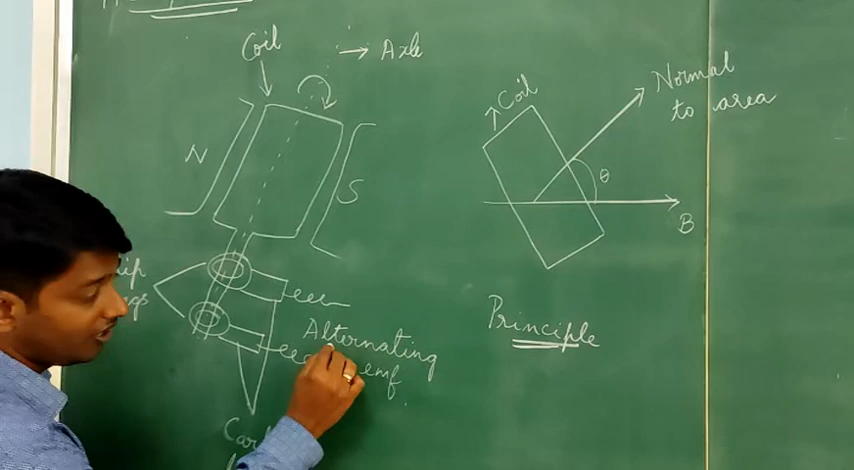 Coil
→ Axle
N
S
Alternating
emf
Coil
Normal
to area
θ
B
Principle